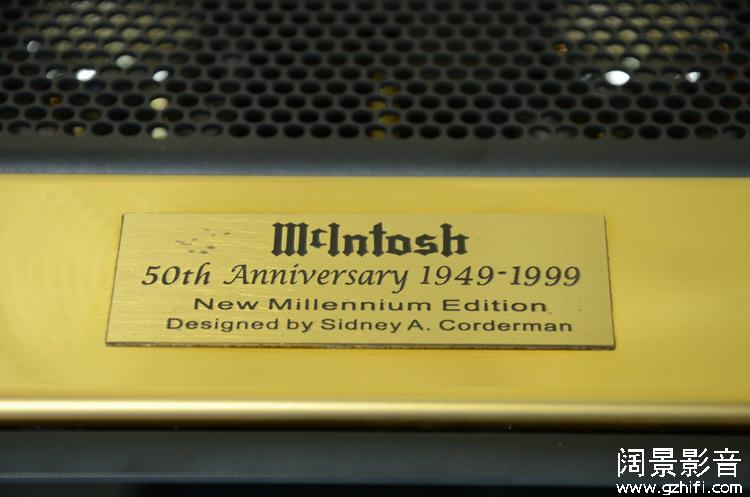 McIntosh
50th Anniversary 1949-1999
New Millennium Edition
Designed by Sidney A. Corderman
阔景影音
www.gzhifi.com